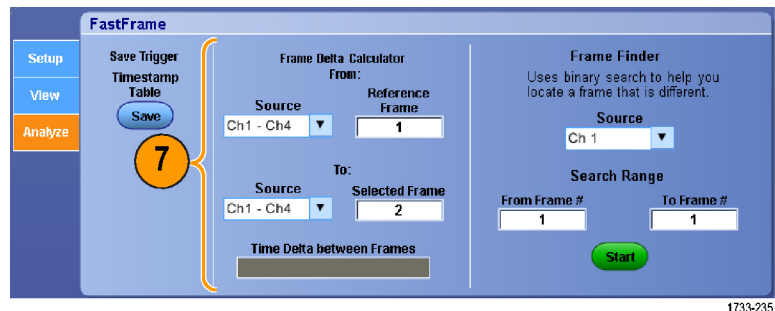 FastFrame
Setup
View
Analyze
Save Trigger
Timestamp
Table
Save
7
Frame Delta Calculator
From:
Source
Reference
Frame
Ch1 - Ch4
1
To:
Source
Selected Frame
Ch1 - Ch4
2
Time Delta between Frames
Frame Finder
Uses binary search to help you
locate a frame that is different.
Source
Ch 1
Search Range
From Frame #
To Frame #
1
1
Start
1733-235